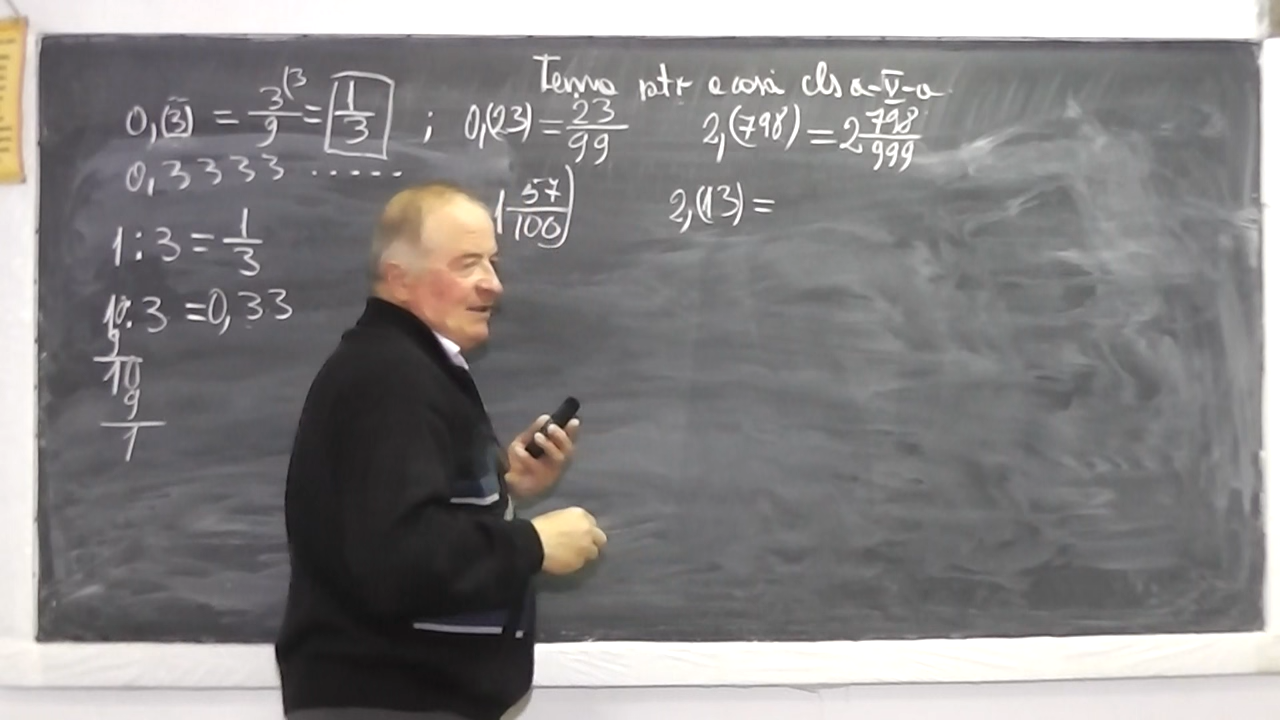 Tema ptr acasă cls a-V-a
0,(3) = 3/9 (3 = 1/3 ; 0,(23) = 23/99 2,(798) = 2 798/999
0,3333 ......
1 57/100 2,(13) =
1 : 3 = 1/3
10 : 3 = 0,33
9
10
9
1